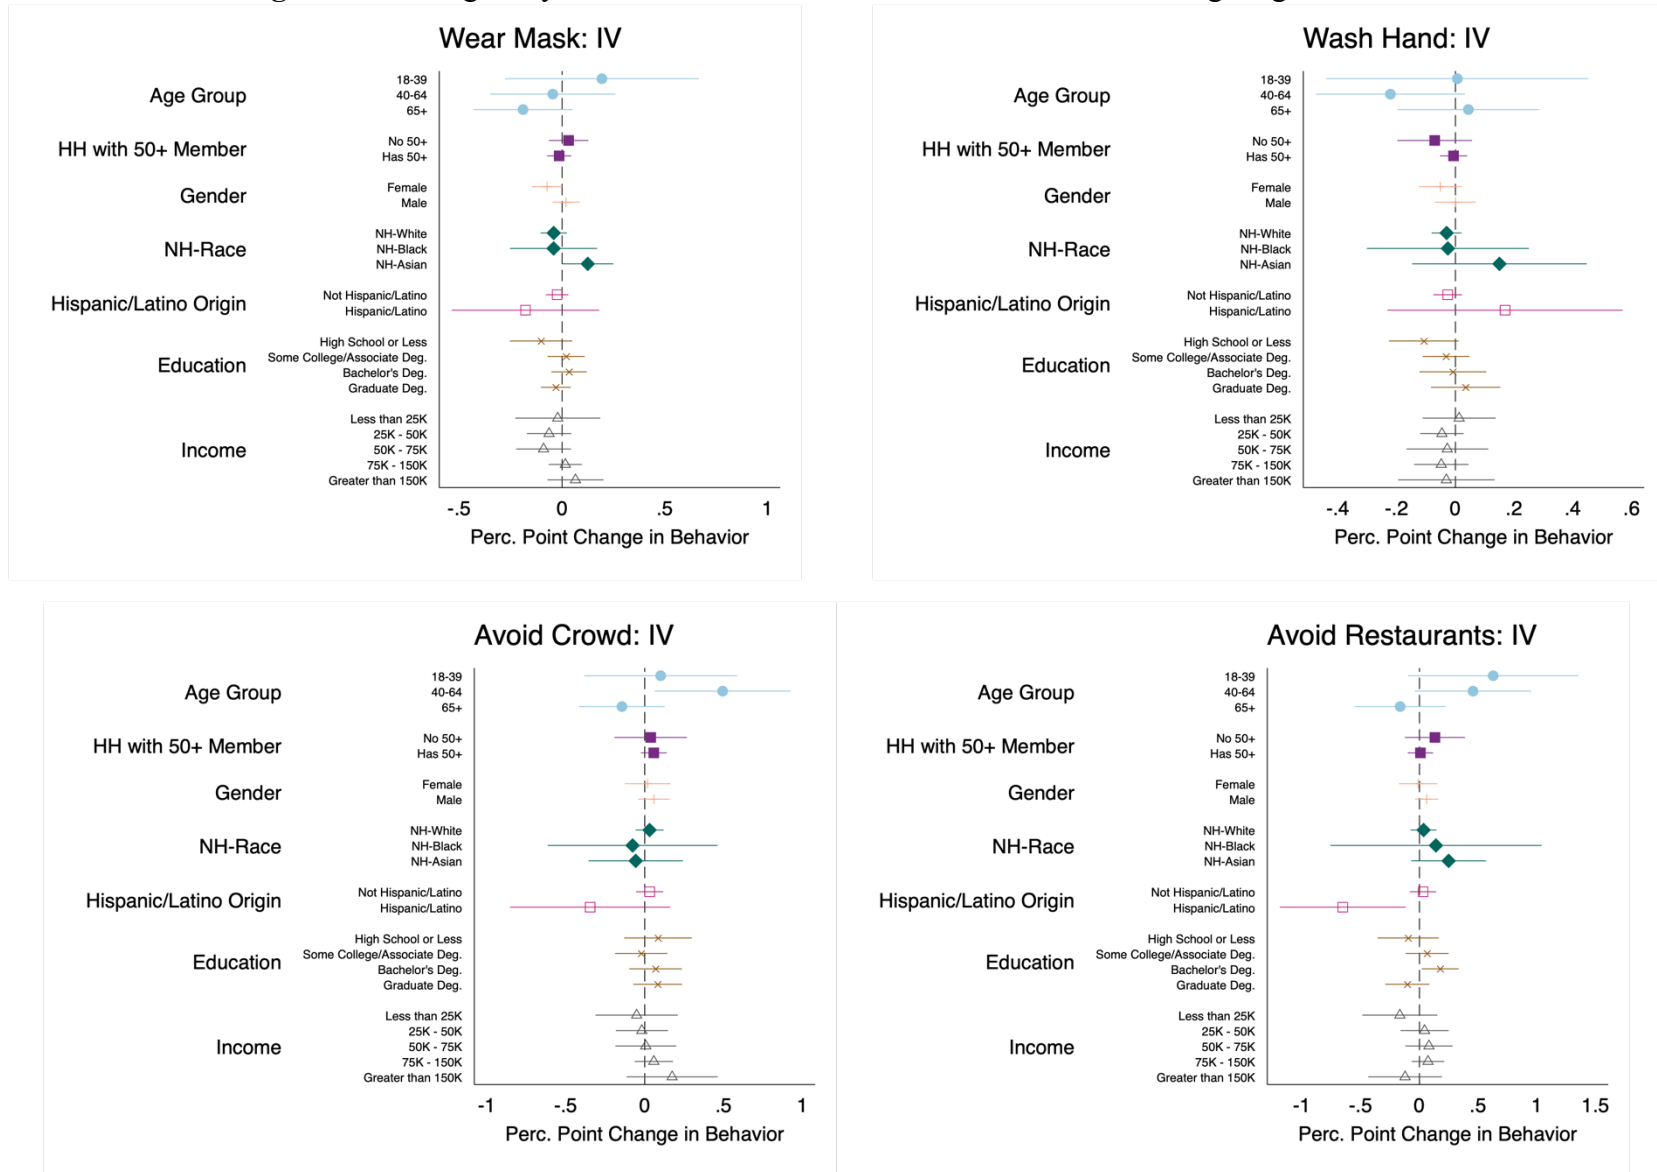 Wear Mask: IV
Age Group
18-39
40-64
65+
HH with 50+ Member
No 50+
Has 50+
Gender
Female
Male
NH-Race
NH-White
NH-Black
NH-Asian
Hispanic/Latino Origin
Not Hispanic/Latino
Hispanic/Latino
Education
High School or Less
Some College/Associate Deg.
Bachelor's Deg.
Graduate Deg.
Income
Less than 25K
25K - 50K
50K - 75K
75K - 150K
Greater than 150K
-.5 0 .5 1
Perc. Point Change in Behavior
Wash Hand: IV
Age Group
18-39
40-64
65+
HH with 50+ Member
No 50+
Has 50+
Gender
Female
Male
NH-Race
NH-White
NH-Black
NH-Asian
Hispanic/Latino Origin
Not Hispanic/Latino
Hispanic/Latino
Education
High School or Less
Some College/Associate Deg.
Bachelor's Deg.
Graduate Deg.
Income
Less than 25K
25K - 50K
50K - 75K
75K - 150K
Greater than 150K
-.4 -.2 0 .2 .4 .6
Perc. Point Change in Behavior
Avoid Crowd: IV
Age Group
18-39
40-64
65+
HH with 50+ Member
No 50+
Has 50+
Gender
Female
Male
NH-Race
NH-White
NH-Black
NH-Asian
Hispanic/Latino Origin
Not Hispanic/Latino
Hispanic/Latino
Education
High School or Less
Some College/Associate Deg.
Bachelor's Deg.
Graduate Deg.
Income
Less than 25K
25K - 50K
50K - 75K
75K - 150K
Greater than 150K
-1 -.5 0 .5 1
Perc. Point Change in Behavior
Avoid Restaurants: IV
Age Group
18-39
40-64
65+
HH with 50+ Member
No 50+
Has 50+
Gender
Female
Male
NH-Race
NH-White
NH-Black
NH-Asian
Hispanic/Latino Origin
Not Hispanic/Latino
Hispanic/Latino
Education
High School or Less
Some College/Associate Deg.
Bachelor's Deg.
Graduate Deg.
Income
Less than 25K
25K - 50K
50K - 75K
75K - 150K
Greater than 150K
-1 -.5 0 .5 1 1.5
Perc. Point Change in Behavior